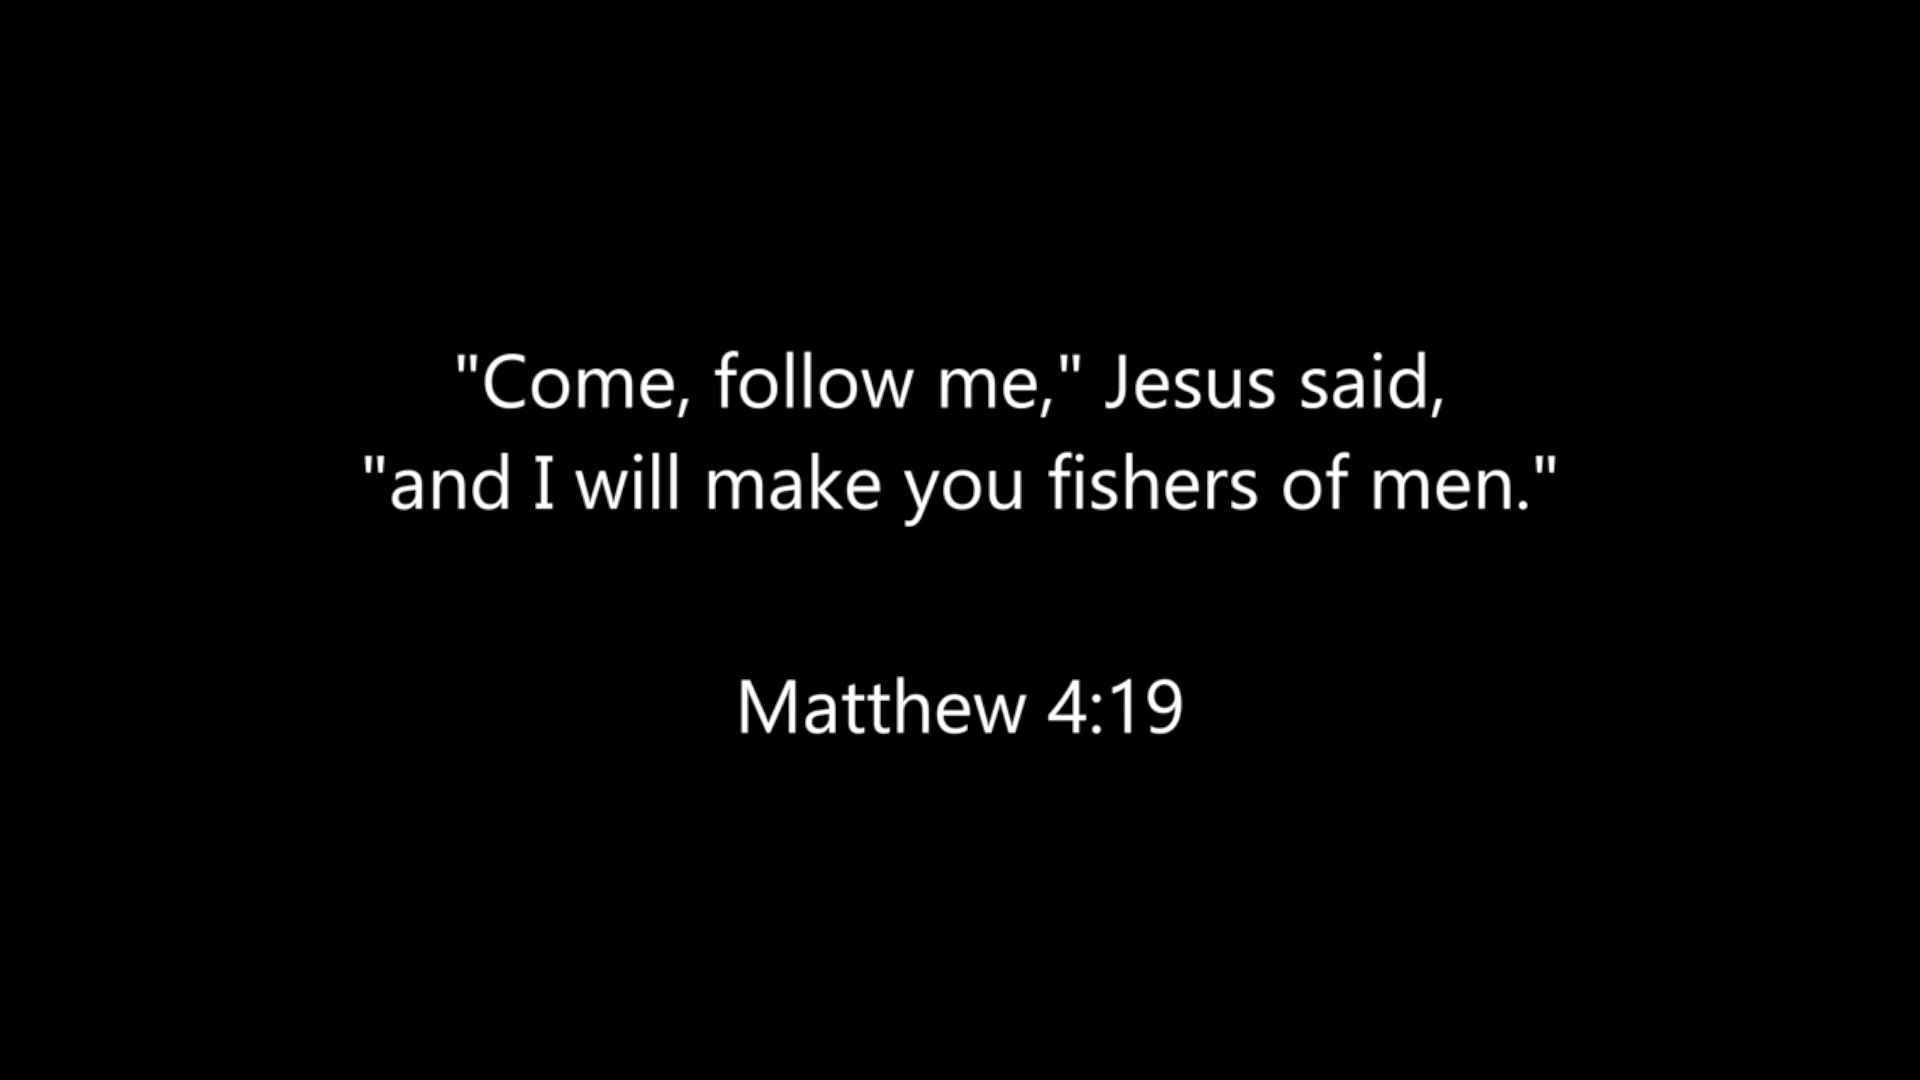 "Come, follow me," Jesus said,
"and I will make you fishers of men."
Matthew 4:19